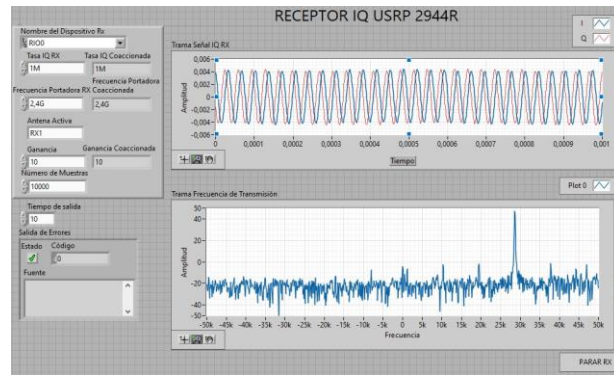 RECEPTOR IQ USRP 2944R
Nombre del Dispositivo Rx
RIO0
Tasa IQ RX
Tasa IQ Coaccionada
1M
1M
Frecuencia Portadora
Frecuencia Portadora RX Coaccionada
2,4G
2,4G
Antena Activa
RX1
Ganancia
Ganancia Coaccionada
10
10
Número de Muestras
10000
Tiempo de salida
10
Salida de Errores
Estado
Código
0
Fuente
I
Q
Trama Señal IQ RX
0,006
0,004
0,002
0
-0,002
-0,004
-0,006
Amplitud
0 0,0001 0,0002 0,0003 0,0004 0,0005 0,0006 0,0007 0,0008 0,0009 0,001
Tiempo
Plot 0
Trama Frecuencia de Transmisión
50
40
20
0
-20
-40
-50
Amplitud
-50k -45k -40k -35k -30k -25k -20k -15k -10k -5k 0 5k 10k 15k 20k 25k 30k 35k 40k 45k 50k
Frecuencia
PARAR RX